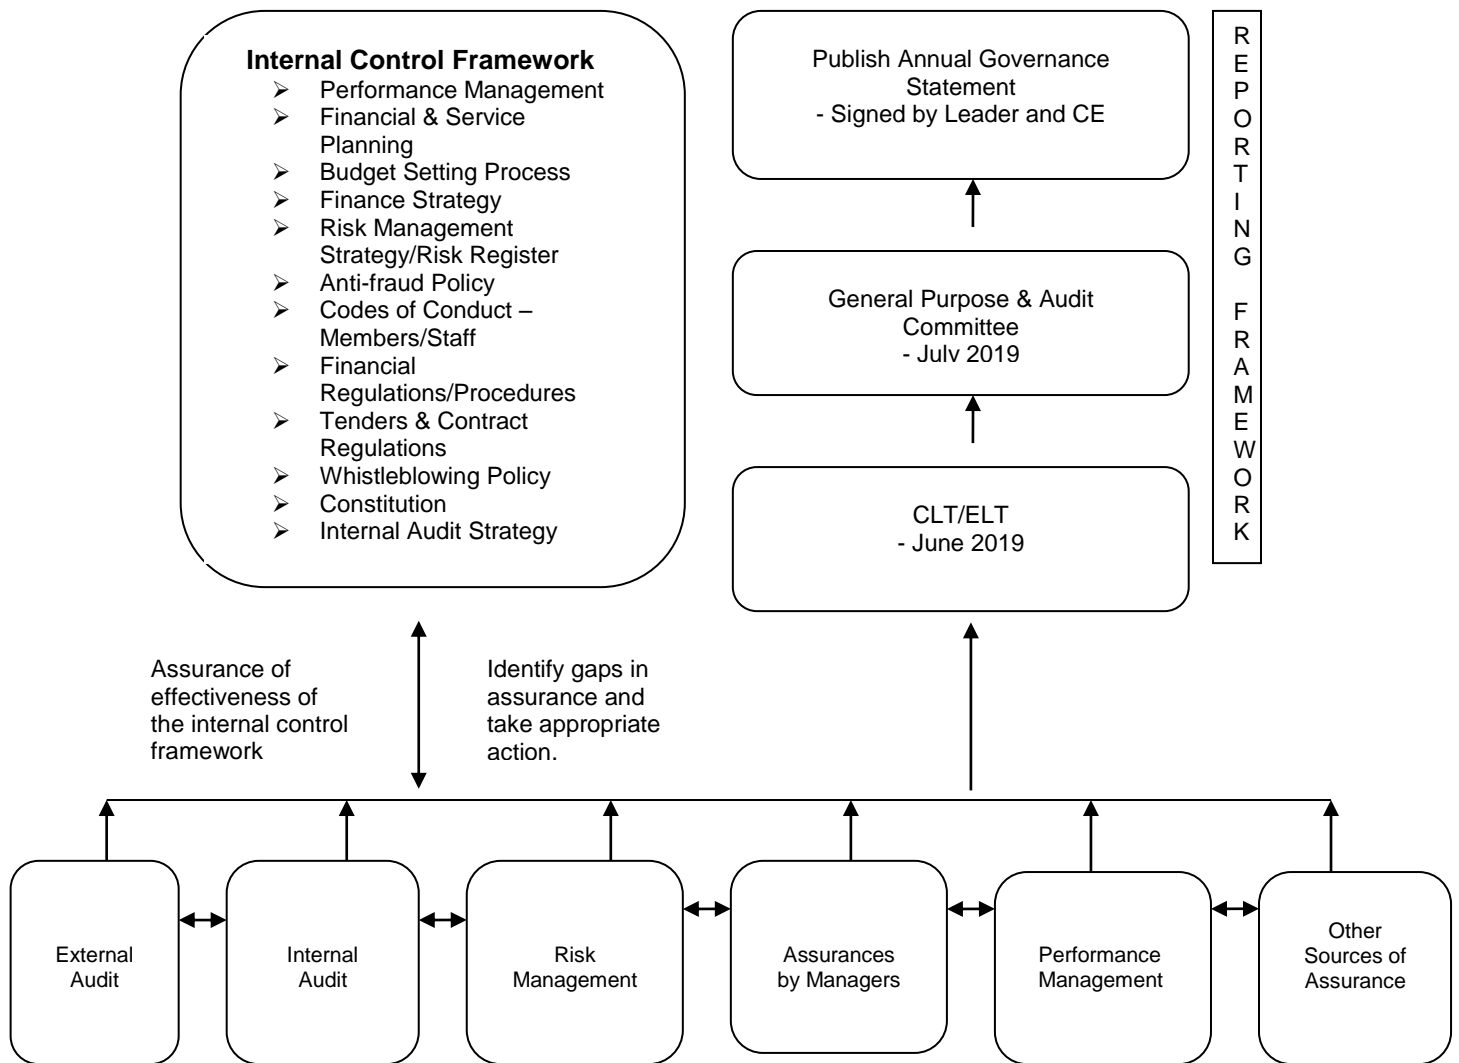 Internal Control Framework
➢ Performance Management
➢ Financial & Service
Planning
➢ Budget Setting Process
➢ Finance Strategy
➢ Risk Management
Strategy/Risk Register
➢ Anti-fraud Policy
➢ Codes of Conduct –
Members/Staff
➢ Financial
Regulations/Procedures
➢ Tenders & Contract
Regulations
➢ Whistleblowing Policy
➢ Constitution
➢ Internal Audit Strategy
Publish Annual Governance
Statement
- Signed by Leader and CE
General Purpose & Audit
Committee
- July 2019
CLT/ELT
- June 2019
R
E
P
O
R
T
I
N
G
F
R
A
M
E
W
O
R
K
Assurance of
effectiveness of
the internal control
framework
Identify gaps in
assurance and
take appropriate
action.
External
Audit
Internal
Audit
Risk
Management
Assurances
by Managers
Performance
Management
Other
Sources of
Assurance